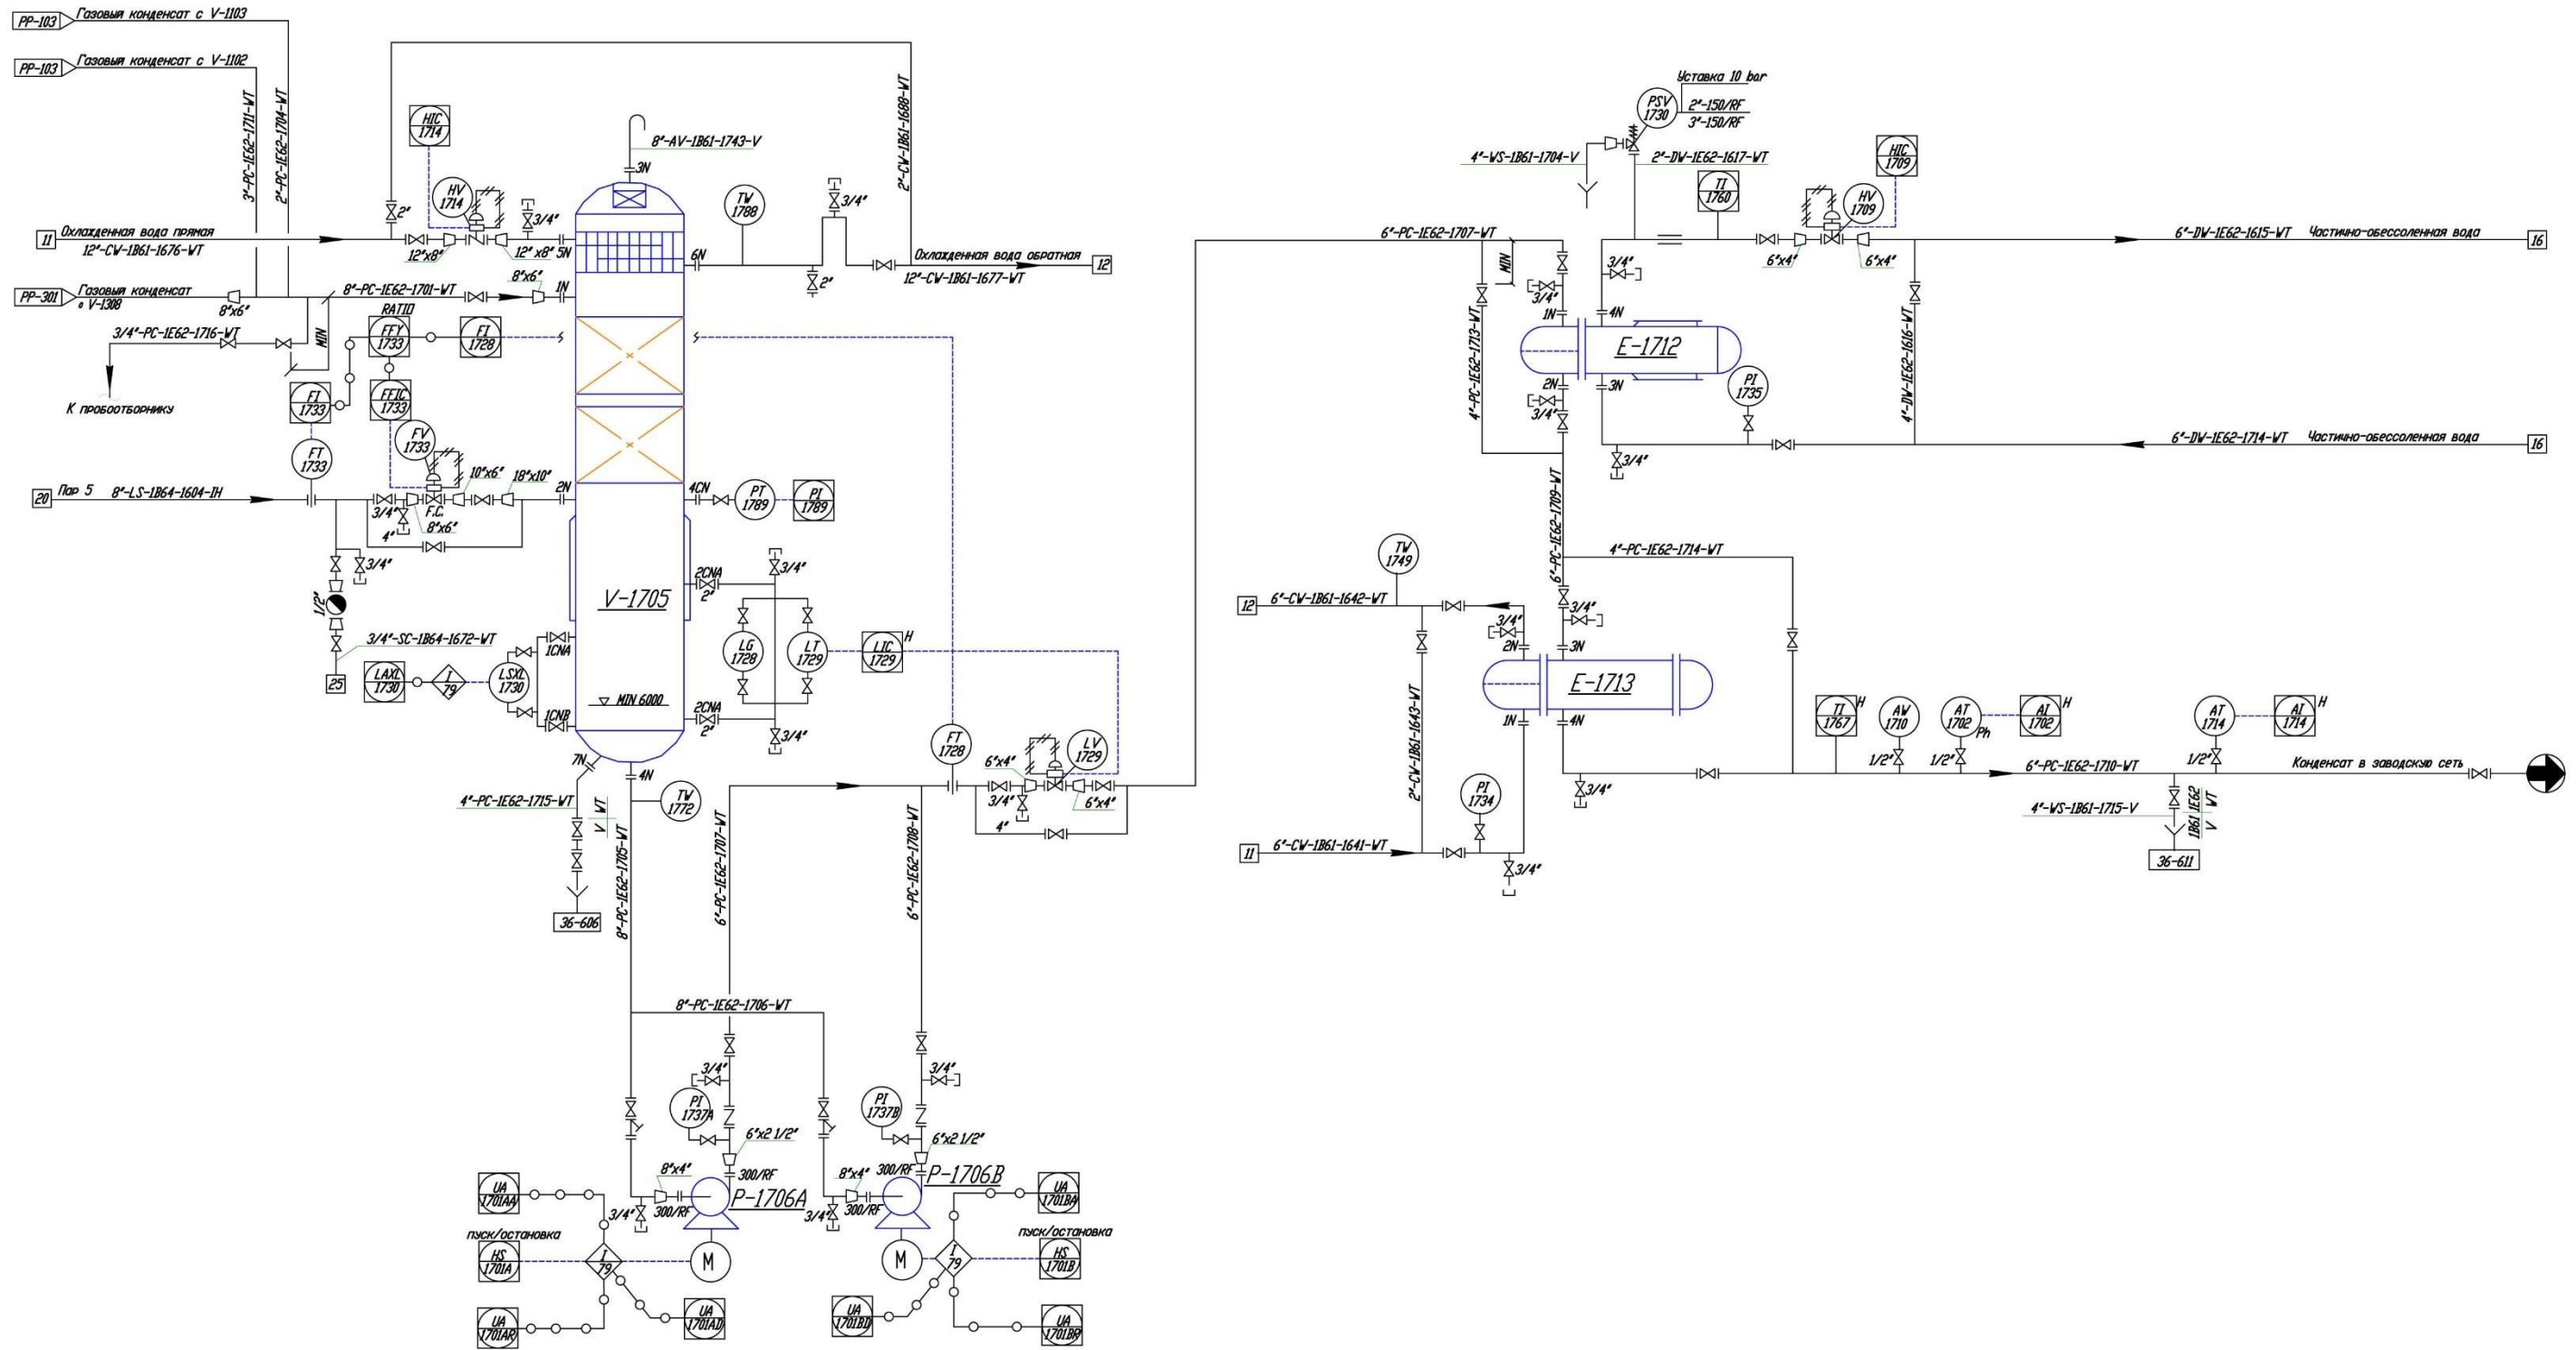 PP-103
Газовый конденсат с V-1103
PP-103
Газовый конденсат с V-1102
3"-PC-1E62-1711-WT
2"-PC-1E62-1704-WT
HIC
1714
HV
1714
2"
11
Охлажденная вода прямая
12"-CW-1B61-1676-WT
12"x8"
12"x8"
5N
3/4"
8"-AV-1B61-1743-V
3N
TW
1788
3/4"
2"-CW-1B61-1688-WT
6N
2"
Охлажденная вода обратная
12"-CW-1B61-1677-WT
12
PP-301
Газовый конденсат
с V-1308
8"x6"
8"-PC-1E62-1701-WT
8"x6"
1N
3/4"-PC-1E62-1716-WT
MIN
К пробоотборнику
RATIO
FFY
1733
FI
1728
FI
1733
FFIC
1733
FT
1733
FV
1733
10"x6"
18"x10"
2N
20
Пар 5
8"-LS-1B64-1604-IH
3/4"
F.C.
8"x6"
4"
3/4"
1/2"
3/4"-SC-1B64-1672-WT
25
4CN
PT
1789
PI
1789
V-1705
2CNA
2"
3/4"
LG
1728
LT
1729
LIC
1729
H
1CNA
LAXL
1730
I
79
LSXL
1730
1CNB
MIN 6000
2CNA
2"
3/4"
7N
4N
TW
1772
4"-PC-1E62-1715-WT
V
WT
36-606
8"-PC-1E62-1705-WT
6"-PC-1E62-1707-WT
6"-PC-1E62-1708-WT
FT
1728
6"x4"
LV
1729
3/4"
6"x4"
4"
8"-PC-1E62-1706-WT
3/4"
PI
1737A
6"x2 1/2"
300/RF
8"x4"
P-1706A
300/RF
3/4"
3/4"
PI
1737B
6"x2 1/2"
300/RF
8"x4"
P-1706B
300/RF
3/4"
UA
1701AA
пуск/остановка
HS
1701A
I
79
M
UA
1701AR
UA
1701AD
UA
1701BA
пуск/остановка
HS
1701B
I
79
M
UA
1701BD
UA
1701BR
Уставка 10 bar
PSV
1730
2"-150/RF
3"-150/RF
4"-WS-1B61-1704-V
2"-DW-1E62-1617-WT
TI
1760
HIC
1709
HV
1709
6"-PC-1E62-1707-WT
MIN
6"x4"
6"x4"
6"-DW-1E62-1615-WT
Частично-обессоленная вода
16
3/4"
3/4"
1N
4N
E-1712
4"-PC-1E62-1713-WT
4"-DW-1E62-1616-WT
2N
3N
3/4"
PI
1735
6"-DW-1E62-1714-WT
Частично-обессоленная вода
16
3/4"
6"-PC-1E62-1709-WT
4"-PC-1E62-1714-WT
TW
1749
12
6"-CW-1B61-1642-WT
3/4"
3/4"
2N
3N
E-1713
1N
4N
2"-CW-1B61-1643-WT
PI
1734
11
6"-CW-1B61-1641-WT
3/4"
3/4"
TI
1767
H
AW
1710
1/2"
AT
1702
Ph
1/2"
AI
1702
H
AT
1714
1/2"
AI
1714
H
6"-PC-1E62-1710-WT
Конденсат в заводскую сеть
4"-WS-1B61-1715-V
1B61
1E62
V
WT
36-611